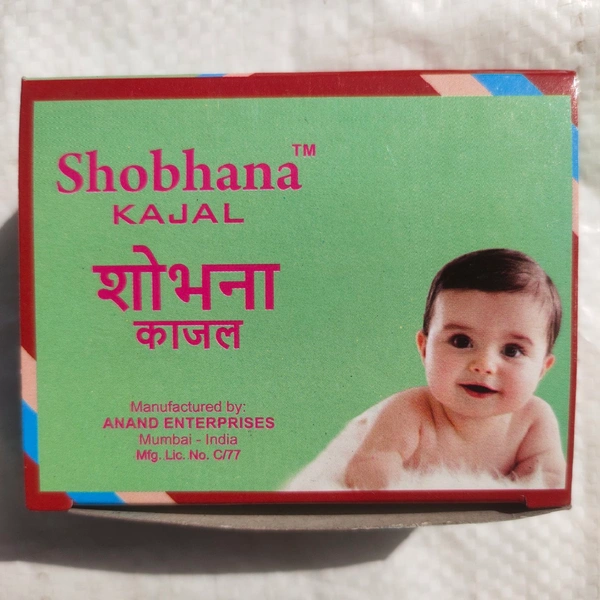 Shobhana™
KAJAL
शोभना
काजल
Manufactured by:
ANAND ENTERPRISES
Mumbai - India
Mfg. Lic. No. C/77